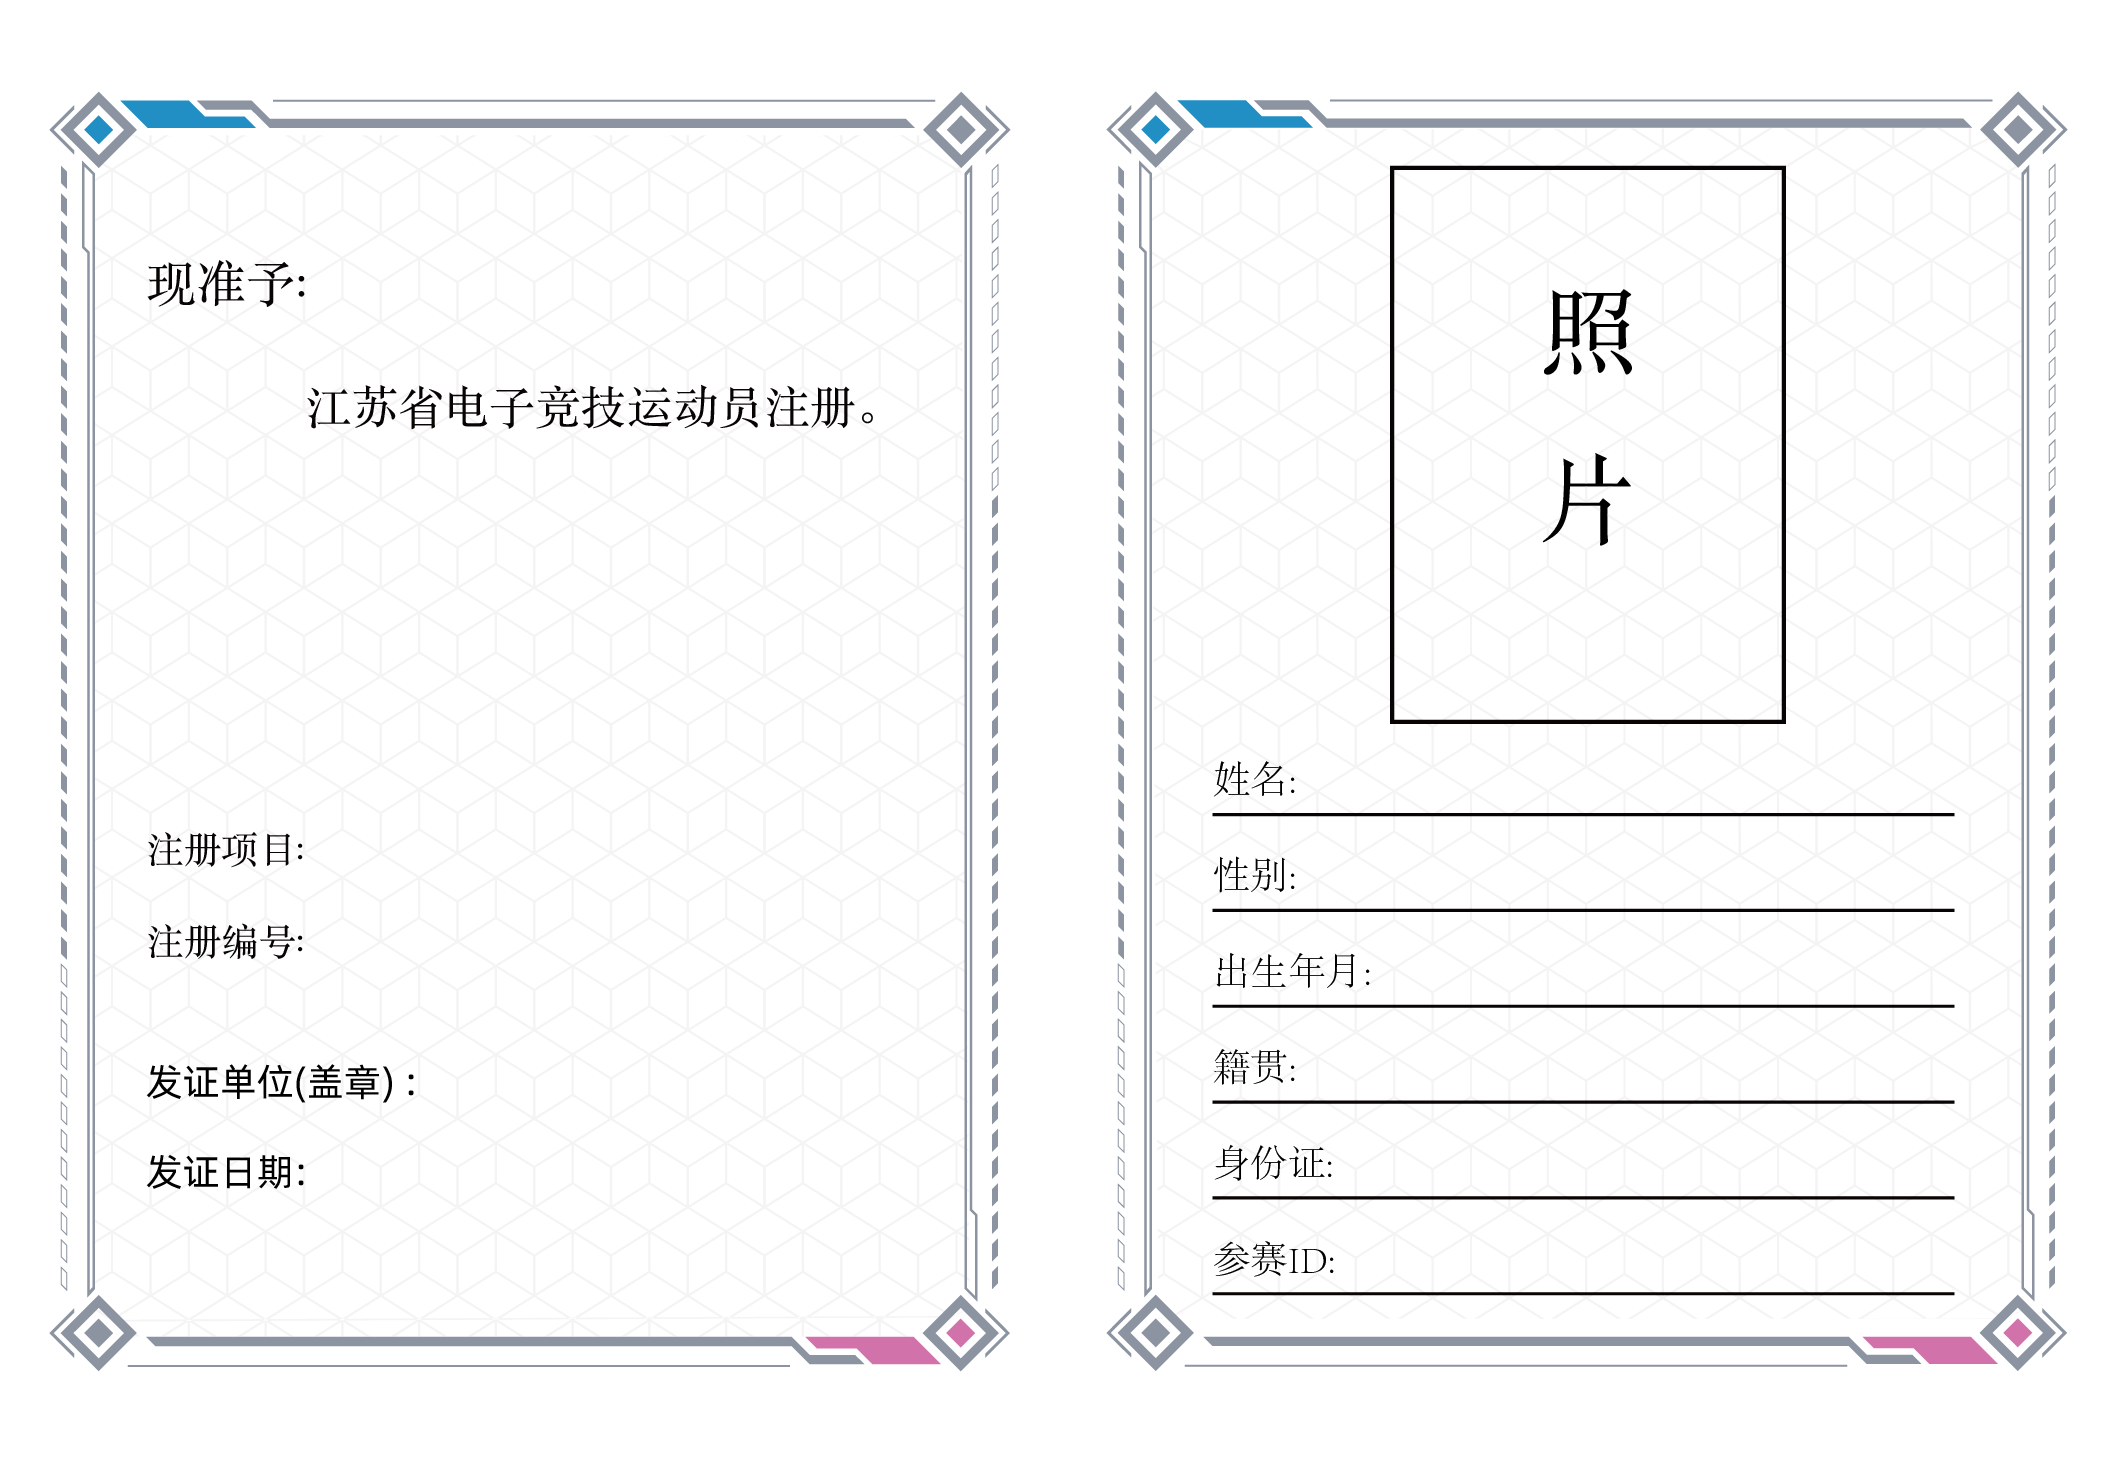 现准予:
江苏省电子竞技运动员注册。
注册项目:
注册编号:
发证单位(盖章)：
发证日期:
照
片
姓名:
性别:
出生年月:
籍贯:
身份证:
参赛ID: